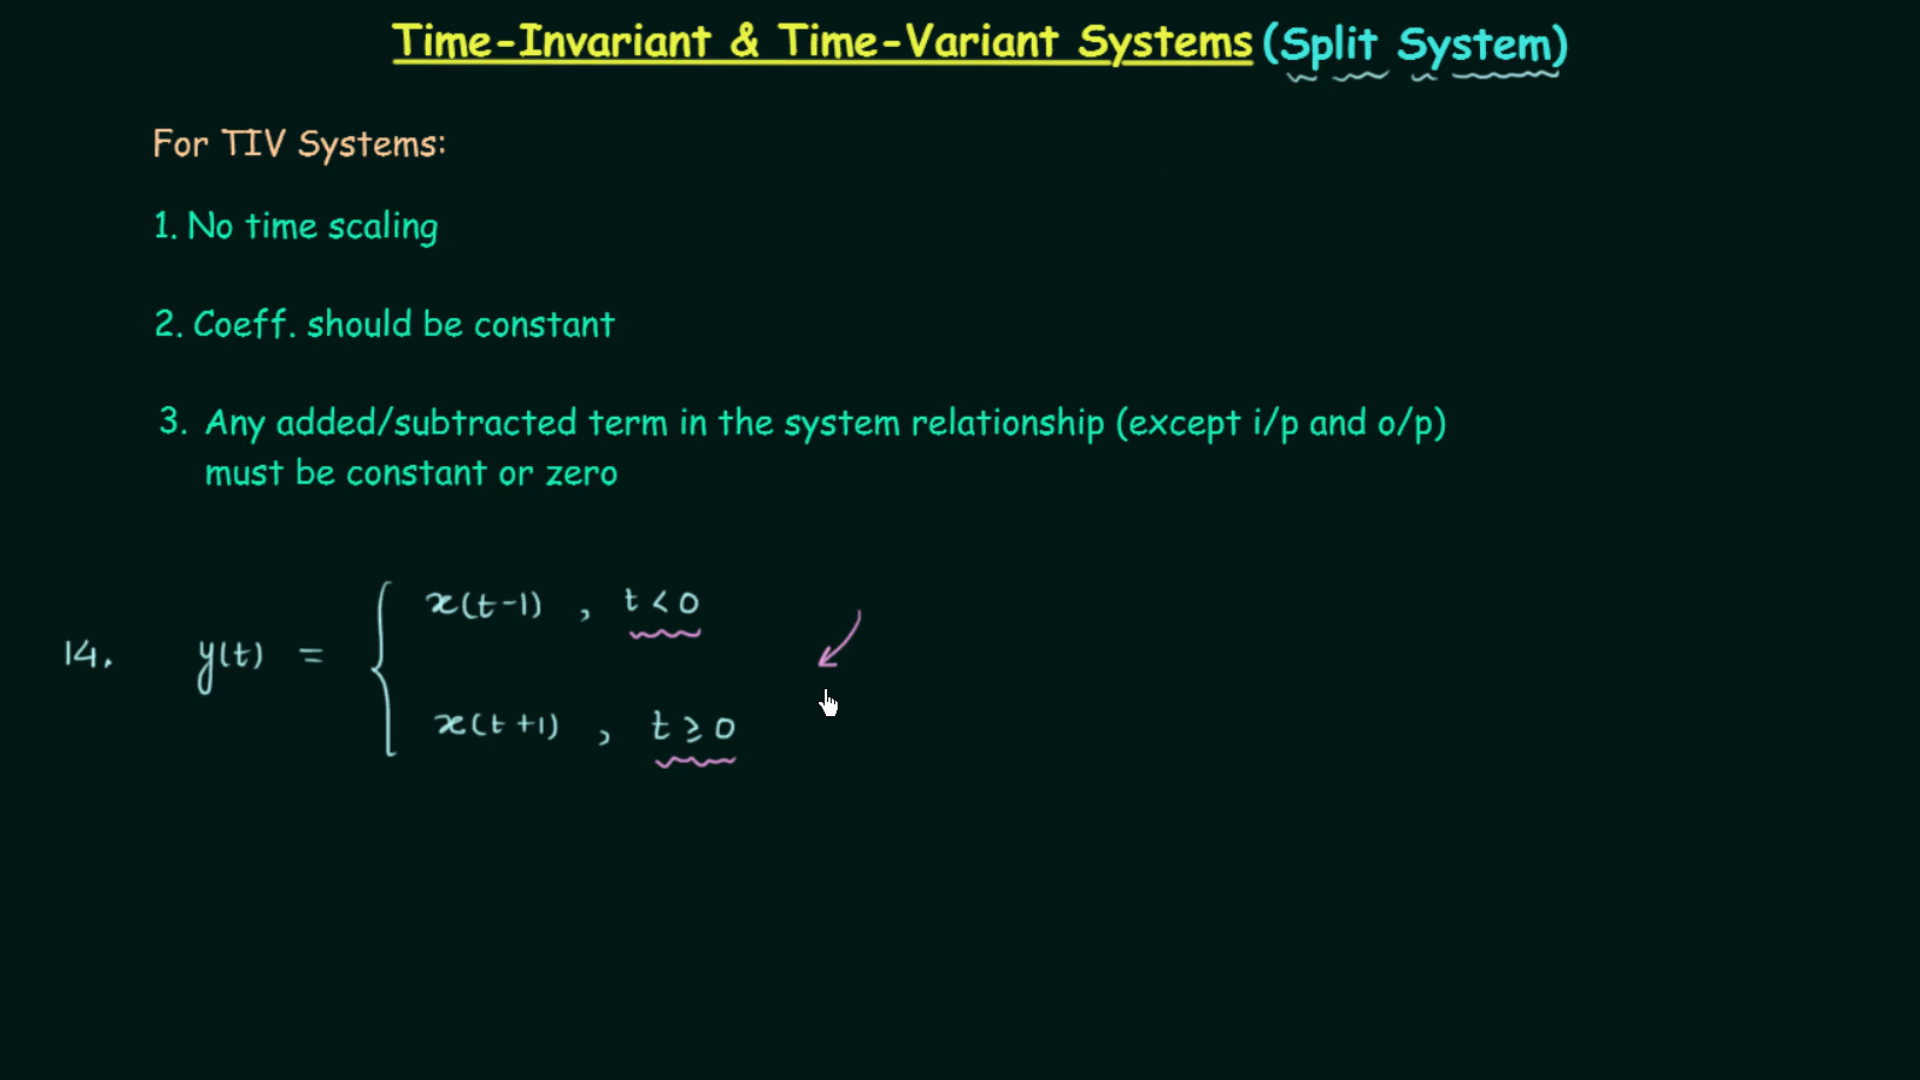 Time-Invariant & Time-Variant Systems (Split System)
For TIV Systems:
1. No time scaling
2. Coeff. should be constant
3. Any added/subtracted term in the system relationship (except i/p and o/p)
must be constant or zero
x(t-1) , t < 0
14. y(t) =
x(t+1) , t ≥ 0